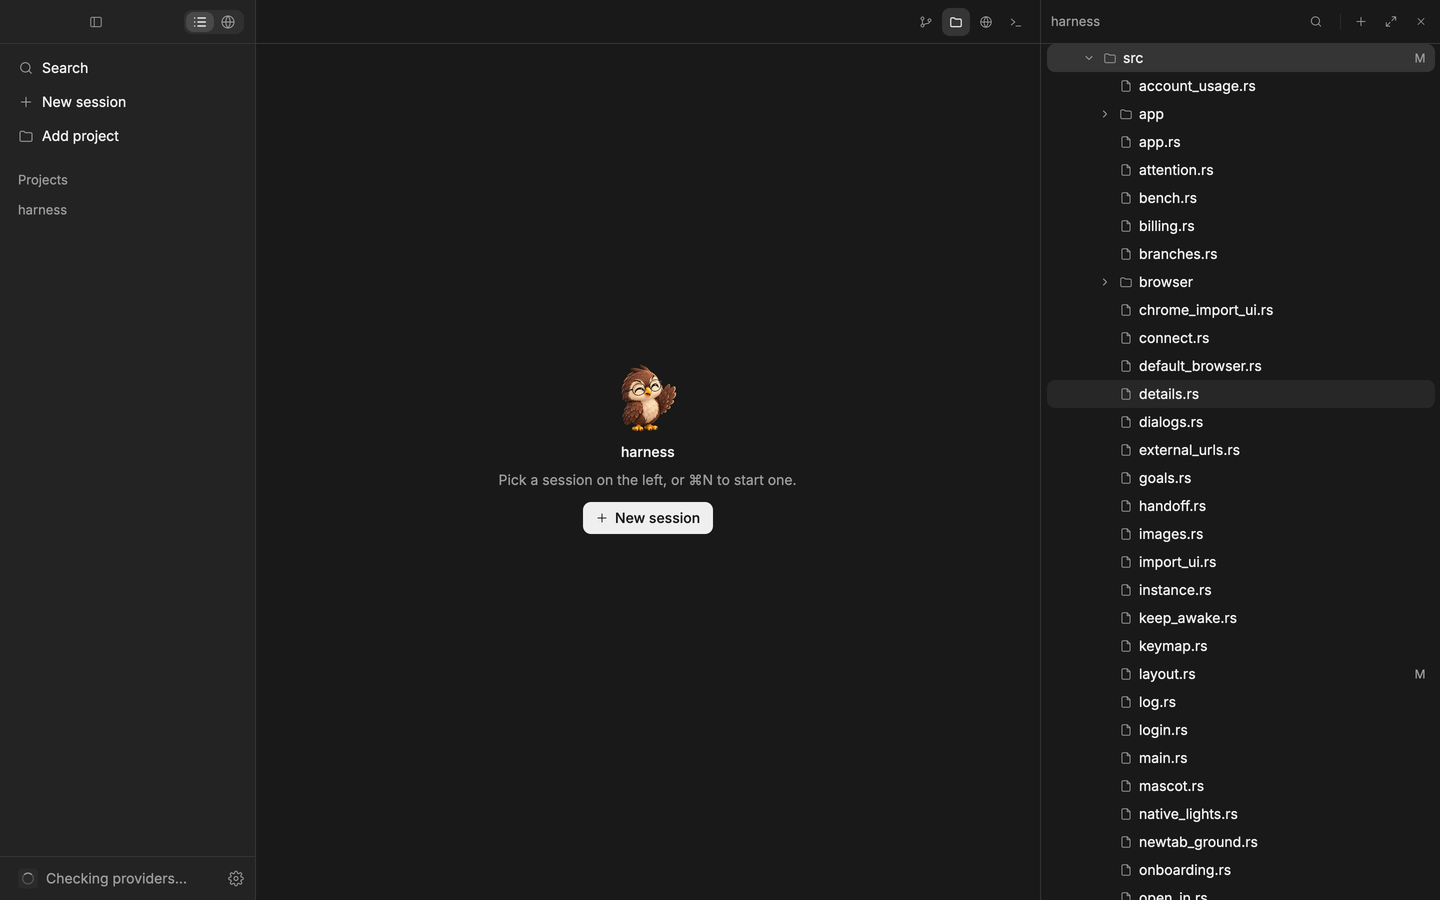 Search
New session
Add project
Projects
harness
Checking providers...
harness
Pick a session on the left, or ⌘N to start one.
New session
harness
src M
account_usage.rs
app
app.rs
attention.rs
bench.rs
billing.rs
branches.rs
browser
chrome_import_ui.rs
connect.rs
default_browser.rs
details.rs
dialogs.rs
external_urls.rs
goals.rs
handoff.rs
images.rs
import_ui.rs
instance.rs
keep_awake.rs
keymap.rs
layout.rs M
log.rs
login.rs
main.rs
mascot.rs
native_lights.rs
newtab_ground.rs
onboarding.rs
open_in.rs